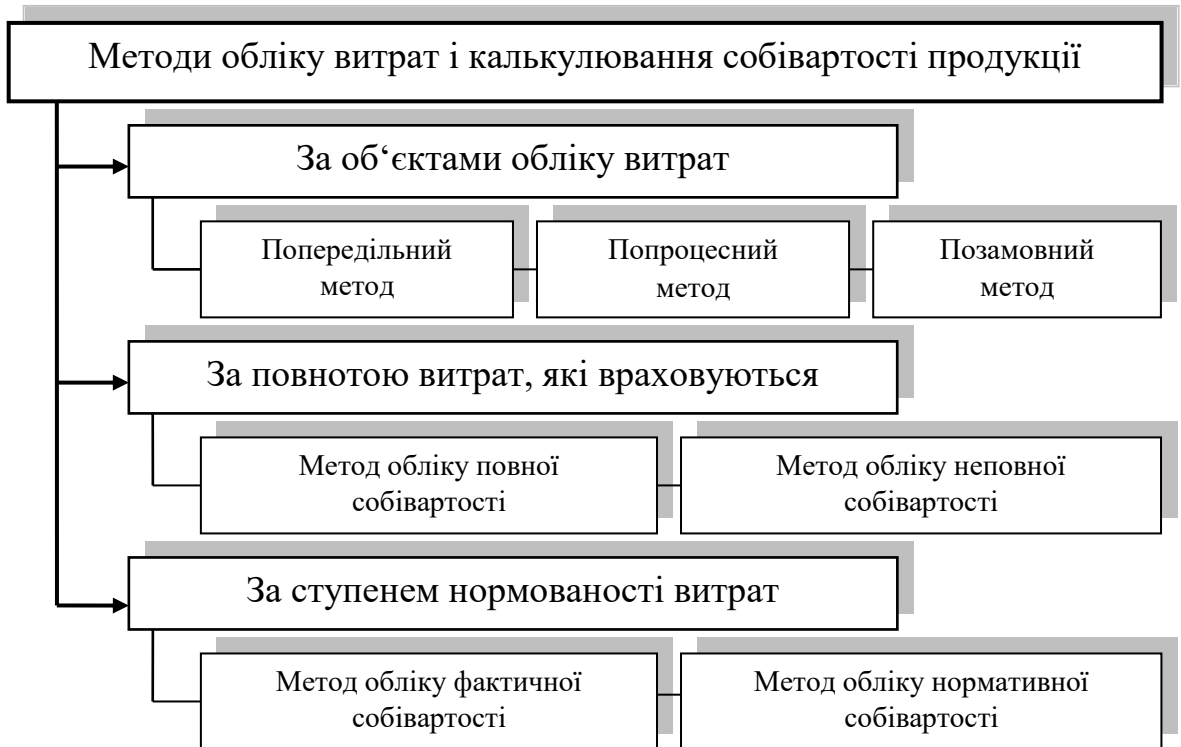 Методи обліку витрат і калькулювання собівартості продукції
За об‘єктами обліку витрат
Попередільний
метод
Попроцесний
метод
Позамовний
метод
За повнотою витрат, які враховуються
Метод обліку повної
собівартості
Метод обліку неповної
собівартості
За ступенем нормованості витрат
Метод обліку фактичної
собівартості
Метод обліку нормативної
собівартості